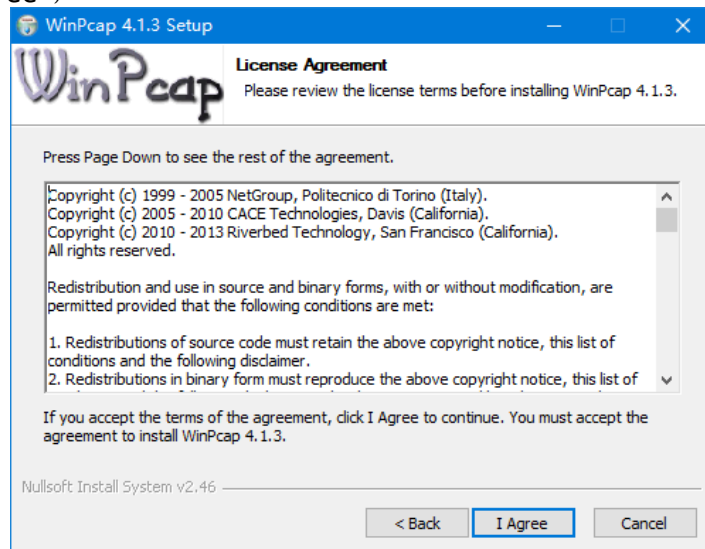 WinPcap 4.1.3 Setup
WinPcap
License Agreement
Please review the license terms before installing WinPcap 4.1.3.
Press Page Down to see the rest of the agreement.
Copyright (c) 1999 - 2005 NetGroup, Politecnico di Torino (Italy).
Copyright (c) 2005 - 2010 CACE Technologies, Davis (California).
Copyright (c) 2010 - 2013 Riverbed Technology, San Francisco (California).
All rights reserved.
Redistribution and use in source and binary forms, with or without modification, are
permitted provided that the following conditions are met:
1. Redistributions of source code must retain the above copyright notice, this list of
conditions and the following disclaimer.
2. Redistributions in binary form must reproduce the above copyright notice, this list of
If you accept the terms of the agreement, click I Agree to continue. You must accept the
agreement to install WinPcap 4.1.3.
Nullsoft Install System v2.46
< Back
I Agree
Cancel